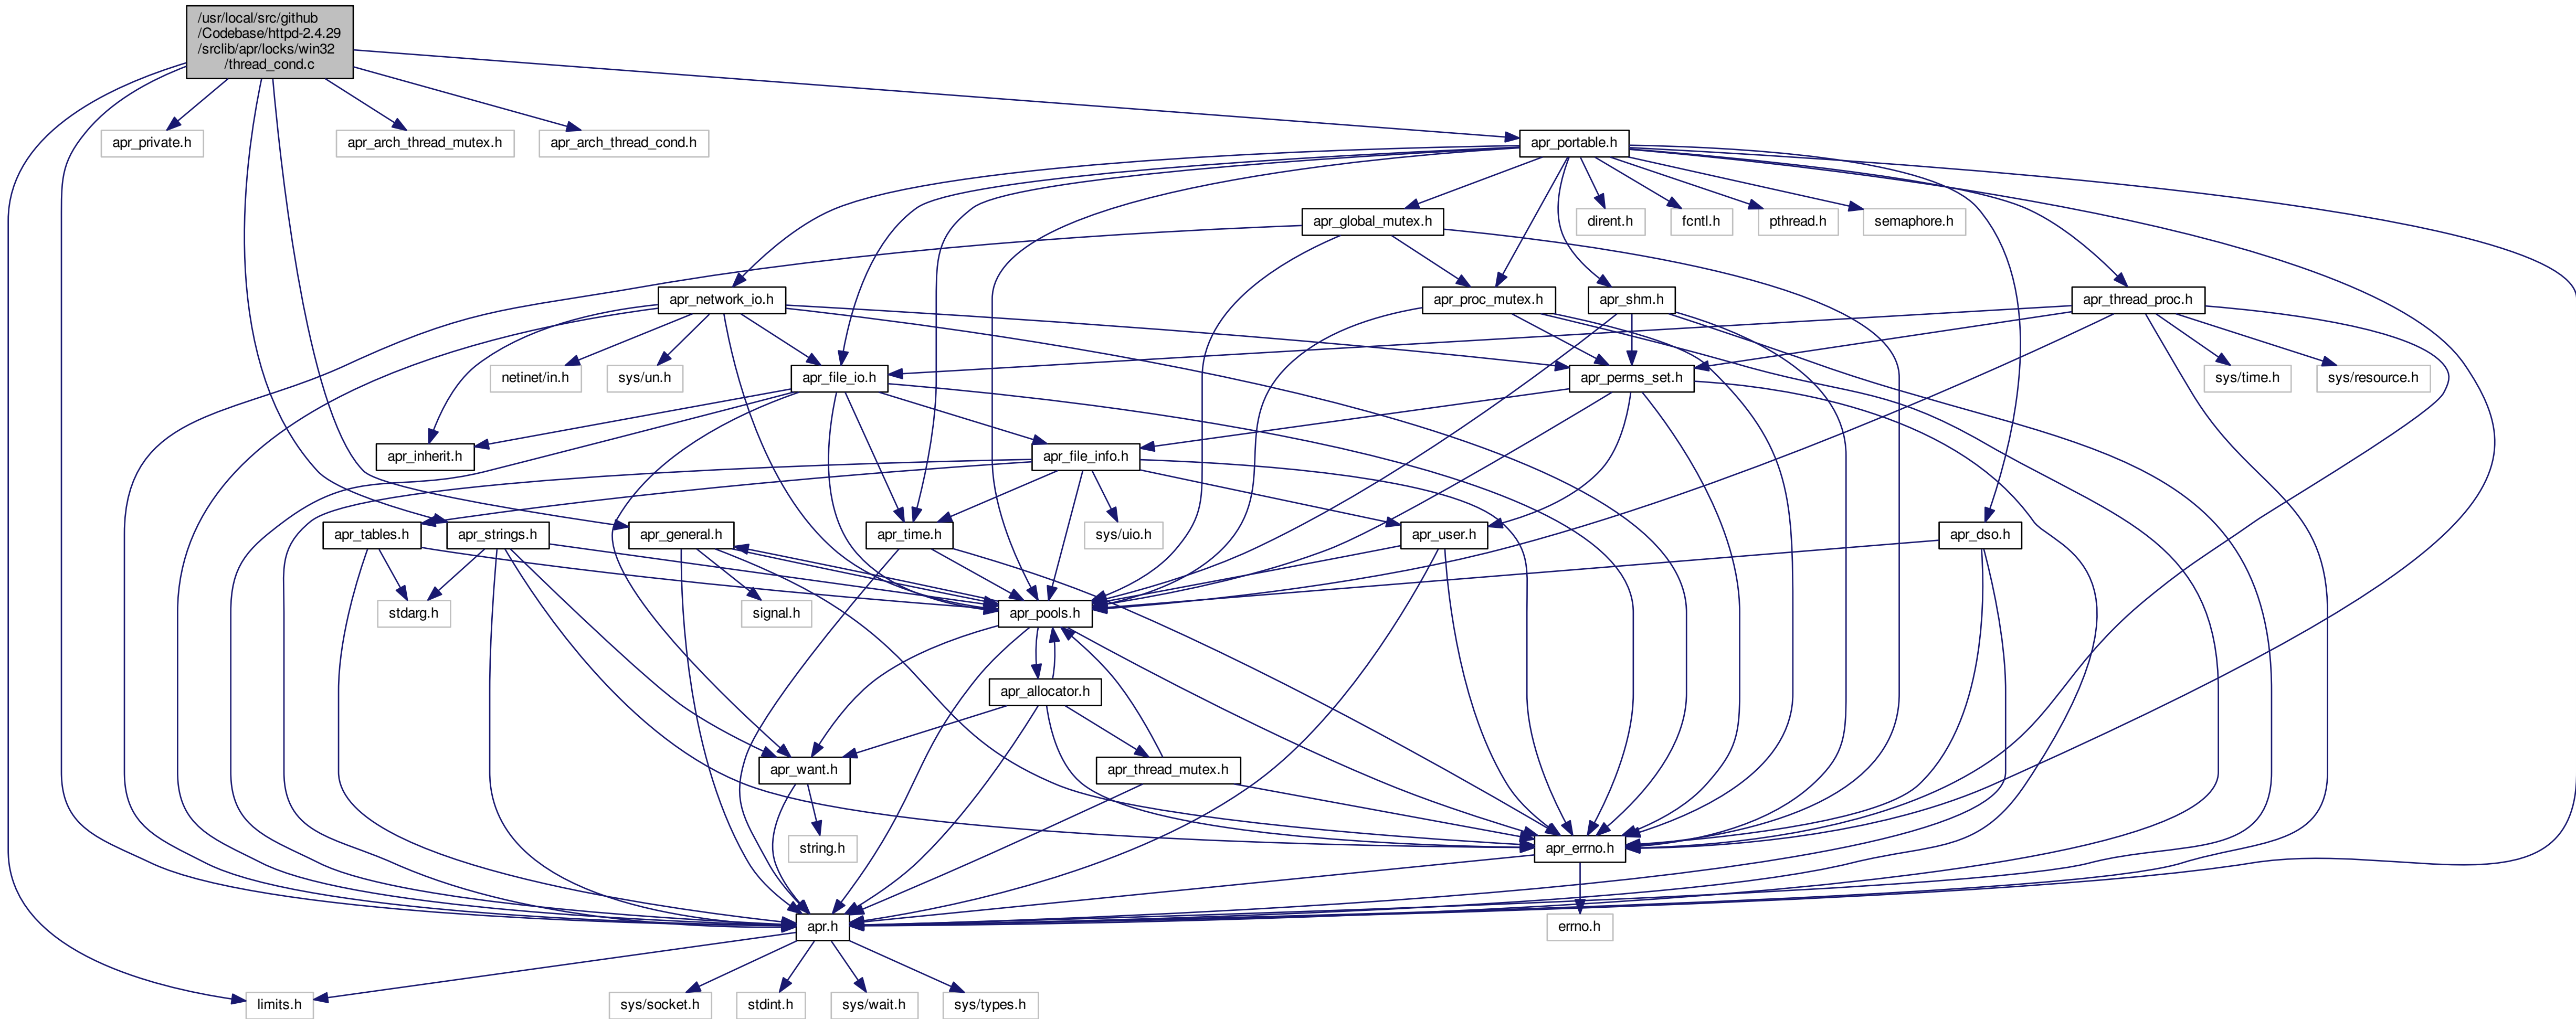 /usr/local/src/github
/Codebase/httpd-2.4.29
/srclib/apr/locks/win32
/thread_cond.c
apr_private.h
apr_arch_thread_mutex.h
apr_arch_thread_cond.h
apr_portable.h
apr_global_mutex.h
dirent.h
fcntl.h
pthread.h
semaphore.h
apr_network_io.h
apr_proc_mutex.h
apr_shm.h
apr_thread_proc.h
netinet/in.h
sys/un.h
apr_file_io.h
apr_perms_set.h
sys/time.h
sys/resource.h
apr_inherit.h
apr_file_info.h
apr_tables.h
apr_strings.h
apr_general.h
apr_time.h
sys/uio.h
apr_user.h
apr_dso.h
stdarg.h
signal.h
apr_pools.h
apr_allocator.h
apr_want.h
apr_thread_mutex.h
string.h
apr_errno.h
apr.h
errno.h
limits.h
sys/socket.h
stdint.h
sys/wait.h
sys/types.h